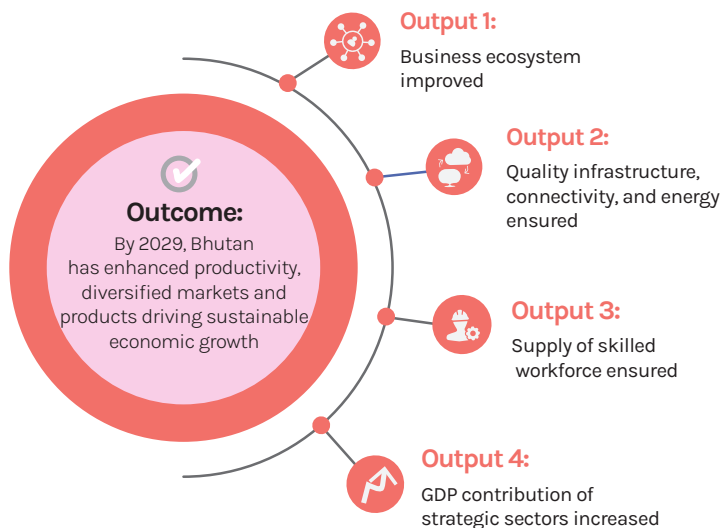 Output 1:
Business ecosystem
improved
Output 2:
Quality infrastructure,
connectivity, and energy
ensured
Outcome:
By 2029, Bhutan
has enhanced productivity,
diversified markets and
products driving sustainable
economic growth
Output 3:
Supply of skilled
workforce ensured
Output 4:
GDP contribution of
strategic sectors increased